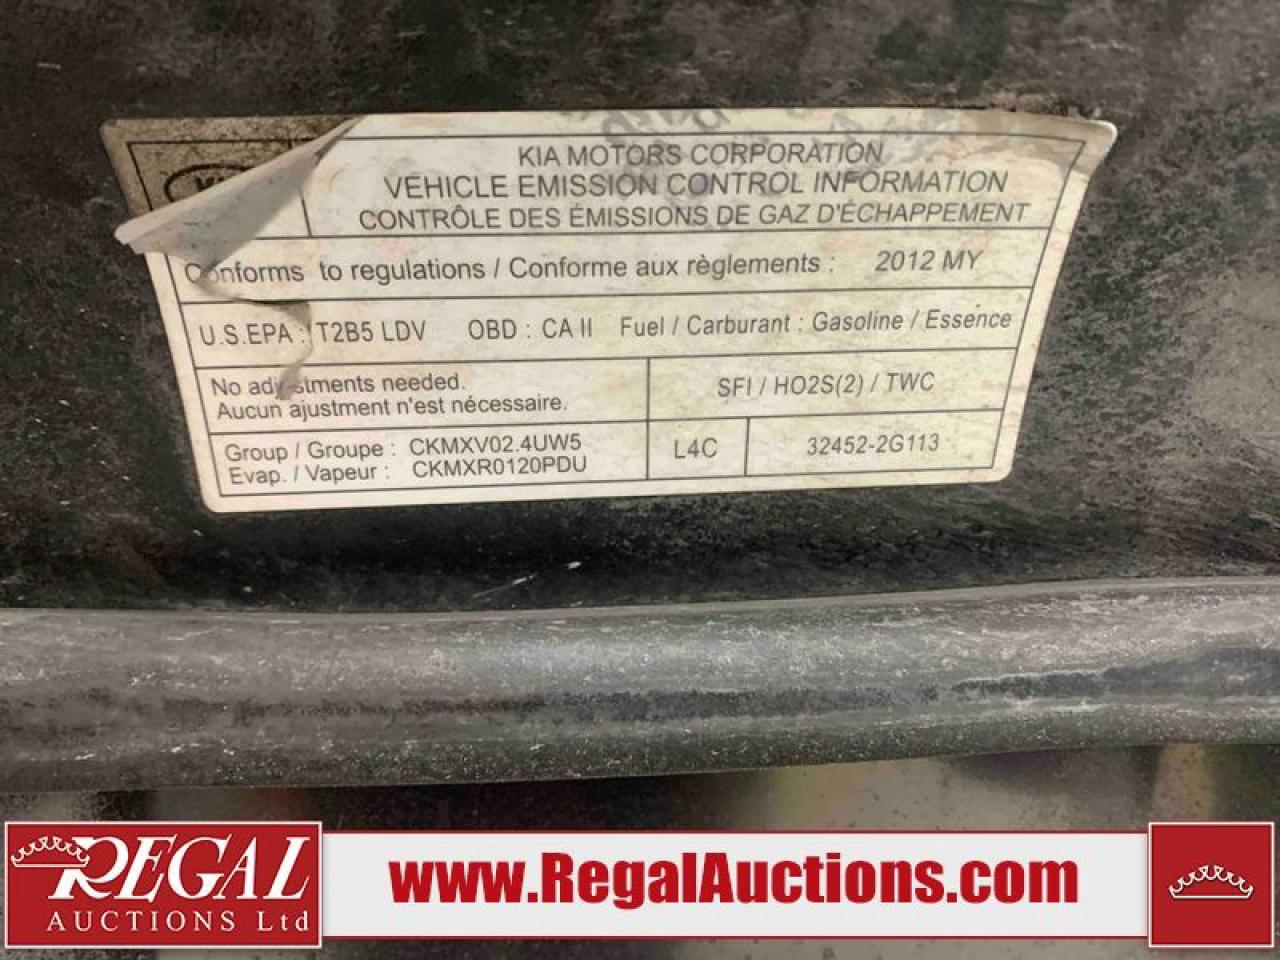 KIA MOTORS CORPORATION
VEHICLE EMISSION CONTROL INFORMATION
CONTRÔLE DES ÉMISSIONS DE GAZ D'ÉCHAPPEMENT
Conforms to regulations / Conforme aux règlements : 2012 MY
U.S.EPA : T2B5 LDV OBD : CA II Fuel / Carburant : Gasoline / Essence
No adjustments needed.
Aucun ajustment n'est nécessaire.
SFI / HO2S(2) / TWC
Group / Groupe : CKMXV02.4UW5
Evap. / Vapeur : CKMXR0120PDU
L4C
32452-2G113
REGAL
AUCTIONS Ltd
www.RegalAuctions.com